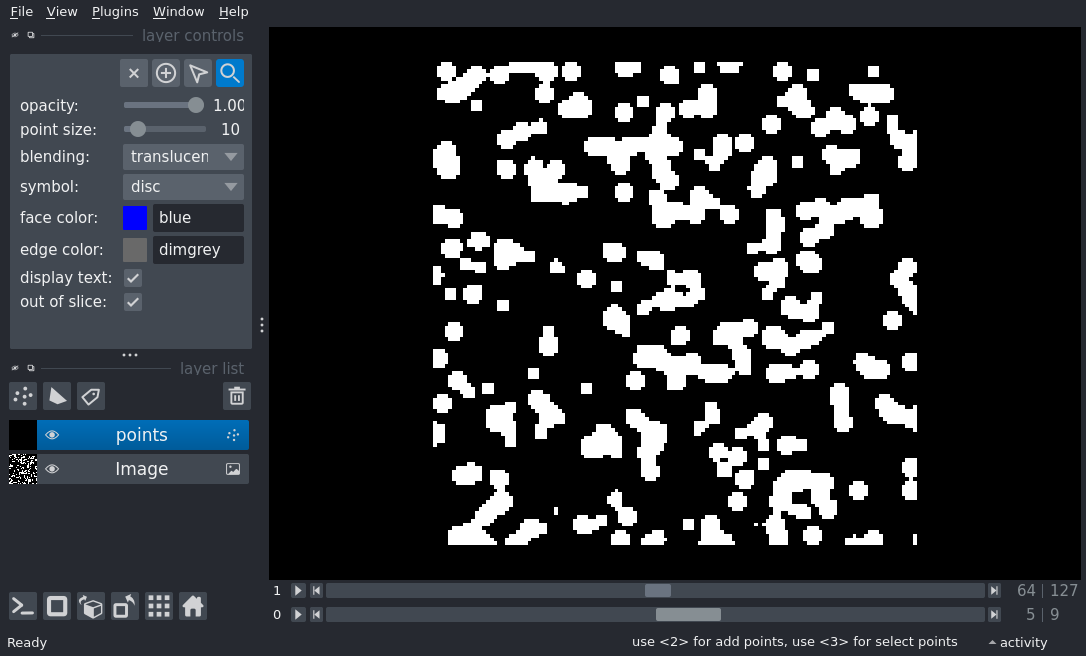 File View Plugins Window Help
layer controls
opacity: 1.00
point size: 10
blending: translucen
symbol: disc
face color: blue
edge color: dimgrey
display text:
out of slice:
layer list
points
Image
1 64 | 127
0 5 | 9
Ready use <2> for add points, use <3> for select points activity